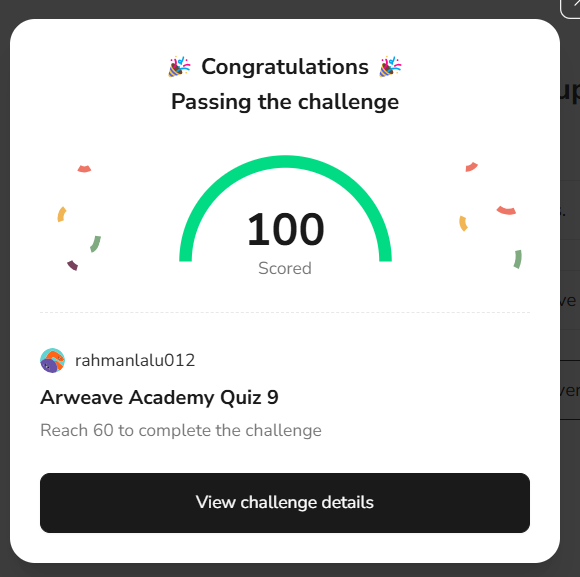 🎉 Congratulations 🎉
Passing the challenge
100
Scored
rahmanlalu012
Arweave Academy Quiz 9
Reach 60 to complete the challenge
View challenge details